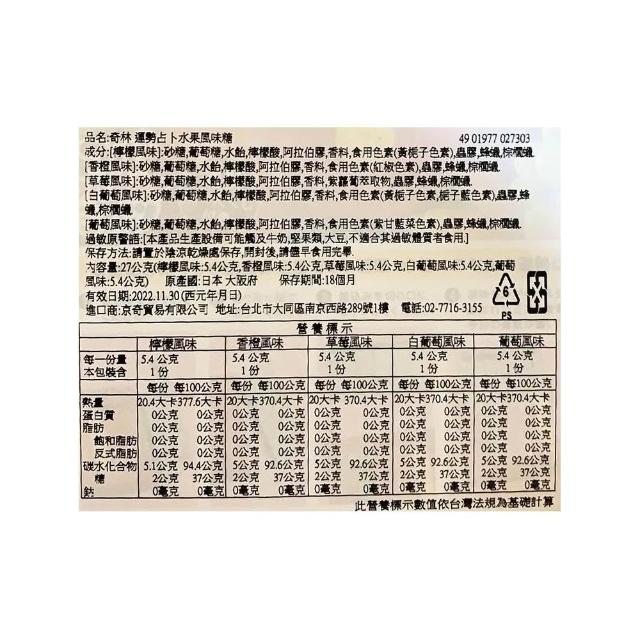 品名:奇林 運勢占卜水果風味糖 49 01977 027303
成分:[檸檬風味]:砂糖,葡萄糖,水飴,檸檬酸,阿拉伯膠,香料,食用色素(黃梔子色素),蟲膠,蜂蠟,棕櫚蠟
[香橙風味]:砂糖,葡萄糖,水飴,檸檬酸,阿拉伯膠,香料,食用色素(紅椒色素),蟲膠,蜂蠟,棕櫚蠟
[草莓風味]:砂糖,葡萄糖,水飴,檸檬酸,阿拉伯膠,香料,紫蘿蔔萃取物,蟲膠,蜂蠟,棕櫚蠟
[白葡萄風味]:砂糖,葡萄糖,水飴,檸檬酸,阿拉伯膠,香料,食用色素(黃梔子色素,梔子藍色素),蟲膠,蜂
蠟,棕櫚蠟
[葡萄風味]:砂糖,葡萄糖,水飴,檸檬酸,阿拉伯膠,香料,食用色素(紫甘藍菜色素),蟲膠,蜂蠟,棕櫚蠟
過敏原警語:[本產品生產設備可能觸及牛奶,堅果類,大豆,不適合其過敏體質者食用.]
保存方法:請置於陰涼乾燥處保存,開封後,請儘早食用完畢.
內容量:27公克(檸檬風味:5.4公克,香橙風味:5.4公克,草莓風味:5.4公克,白葡萄風味:5.4公克,葡萄
風味:5.4公克) 原產國:日本 大阪府 保存期間:18個月
有效日期:2022.11.30(西元年月日)
進口商:京奇貿易有限公司 地址:台北市大同區南京西路289號1樓 電話:02-7716-3155
6
PS
營養標示
檸檬風味 香橙風味 草莓風味 白葡萄風味 葡萄風味
每一份量 5.4 公克 5.4 公克 5.4 公克 5.4 公克 5.4 公克
本包裝含 1 份 1 份 1 份 1 份 1 份
每份 每100公克 每份 每100公克 每份 每100公克 每份 每100公克 每份 每100公克
熱量 20.4大卡 377.6大卡 20大卡 370.4大卡 20大卡 370.4大卡 20大卡 370.4大卡 20大卡 370.4大卡
蛋白質 0公克 0公克 0公克 0公克 0公克 0公克 0公克 0公克 0公克 0公克
脂肪 0公克 0公克 0公克 0公克 0公克 0公克 0公克 0公克 0公克 0公克
飽和脂肪 0公克 0公克 0公克 0公克 0公克 0公克 0公克 0公克 0公克 0公克
反式脂肪 0公克 0公克 0公克 0公克 0公克 0公克 0公克 0公克 0公克 0公克
碳水化合物 5.1公克 94.4公克 5公克 92.6公克 5公克 92.6公克 5公克 92.6公克 5公克 92.6公克
糖 2公克 37公克 2公克 37公克 2公克 37公克 2公克 37公克 2公克 37公克
鈉 0毫克 0毫克 0毫克 0毫克 0毫克 0毫克 0毫克 0毫克 0毫克 0毫克
此營養標示數值依台灣法規為基礎計算